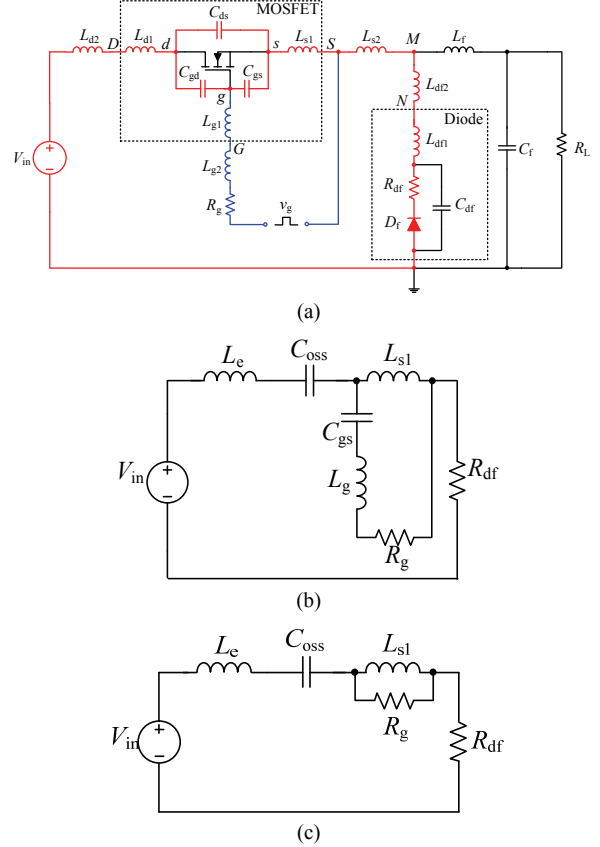 MOSFET
C_ds
L_d2 D L_d1 d s L_s1 S L_s2 M L_f
C_gd C_gs
g
L_df2
N
L_g1
Diode
G
L_df1
V_in
L_g2
R_df
C_f R_L
R_g v_g
C_df
D_f
(a)
L_e C_oss L_s1
C_gs
V_in L_g R_df
R_g
(b)
L_e C_oss L_s1
V_in R_g R_df
(c)